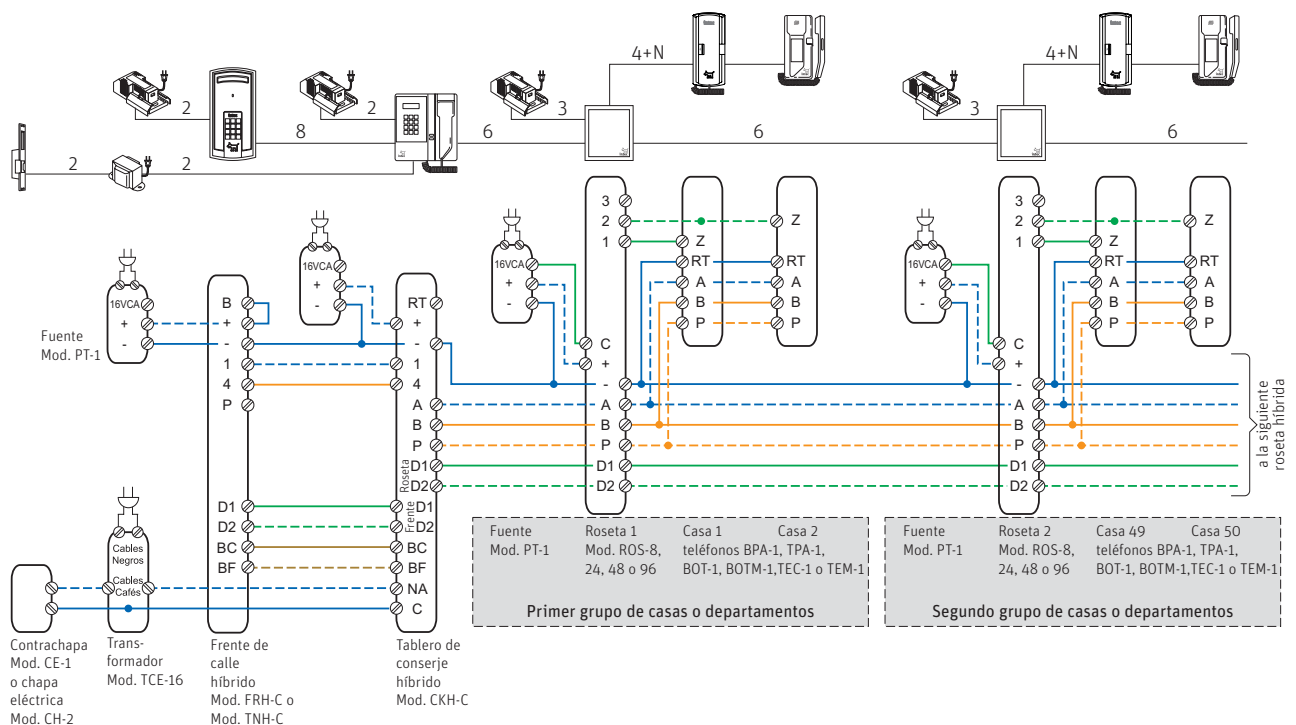 4+N
4+N
2
2
3
3
8
6
6
6
2
2
3
2
1
C
+
-
A
B
P
D1
D2
Z
RT
A
B
P
Z
RT
A
B
P
3
2
1
C
+
-
A
B
P
D1
D2
Z
RT
A
B
P
Z
RT
A
B
P
16VCA
+
-
16VCA
+
-
16VCA
+
-
16VCA
+
-
Fuente
Mod. PT-1
B
+
-
1
4
P
D1
D2
BC
BF
RT
+
-
1
4
A
B
P
D1
D2
Roseta
D1
D2
Frente
BC
BF
NA
C
Cables
Negros
Cables
Cafés
a la siguiente
roseta híbrida
Contrachapa
Mod. CE-1
o chapa
eléctrica
Mod. CH-2
Trans-
formador
Mod. TCE-16
Frente de
calle
híbrido
Mod. FRH-C o
Mod. TNH-C
Tablero de
conserje
híbrido
Mod. CKH-C
Fuente
Mod. PT-1
Roseta 1
Mod. ROS-8,
24, 48 o 96
Casa 1 Casa 2
teléfonos BPA-1, TPA-1,
BOT-1, BOTM-1,TEC-1 o TEM-1
Primer grupo de casas o departamentos
Fuente
Mod. PT-1
Roseta 2
Mod. ROS-8,
24, 48 o 96
Casa 49 Casa 50
teléfonos BPA-1, TPA-1,
BOT-1, BOTM-1,TEC-1 o TEM-1
Segundo grupo de casas o departamentos